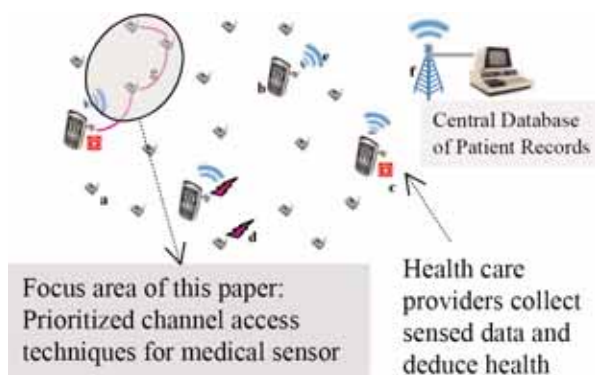 b
e
f
Central Database
of Patient Records
a
c
d
Focus area of this paper:
Prioritized channel access
techniques for medical sensor
Health care
providers collect
sensed data and
deduce health